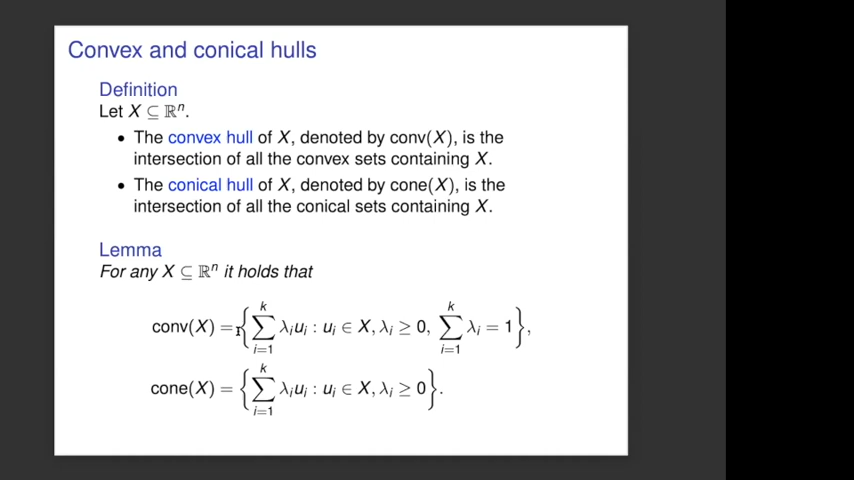 Convex and conical hulls
Definition
Let X ⊆ ℝⁿ.
• The convex hull of X, denoted by conv(X), is the
intersection of all the convex sets containing X.
• The conical hull of X, denoted by cone(X), is the
intersection of all the conical sets containing X.
Lemma
For any X ⊆ ℝⁿ it holds that
conv(X) = { ∑_{i=1}^{k} λᵢuᵢ : uᵢ ∈ X, λᵢ ≥ 0, ∑_{i=1}^{k} λᵢ = 1 },
cone(X) = { ∑_{i=1}^{k} λᵢuᵢ : uᵢ ∈ X, λᵢ ≥ 0 }.